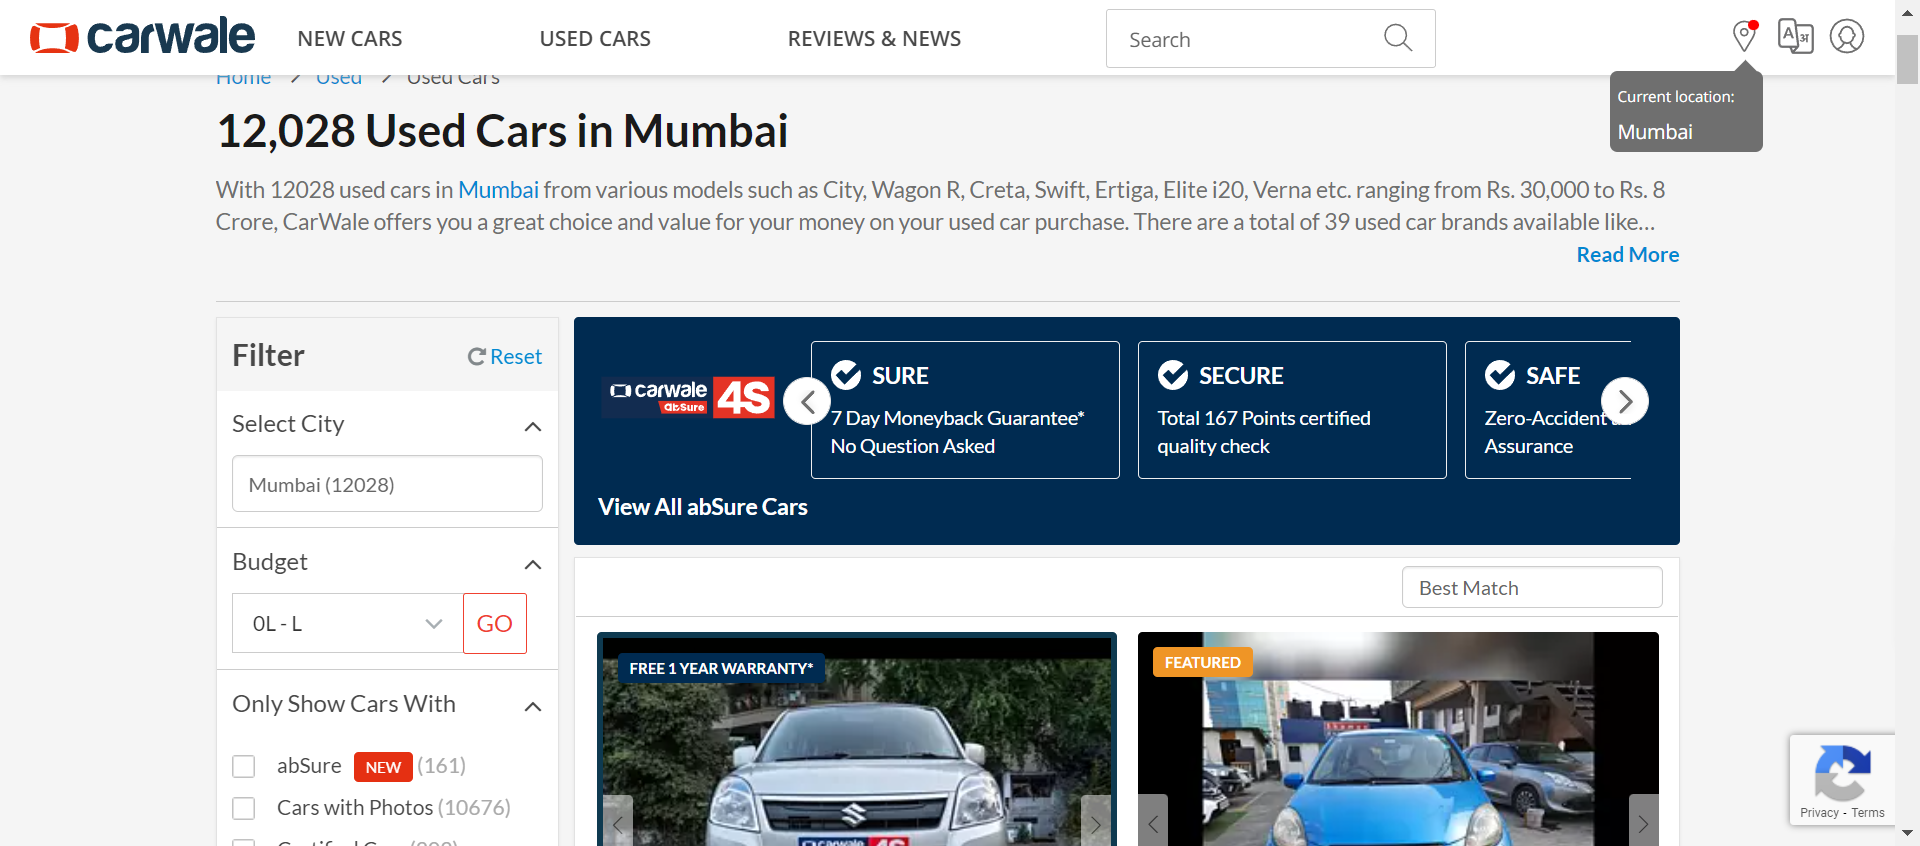 carwale
NEW CARS
USED CARS
REVIEWS & NEWS
Search
A अ
Home / Used / Used Cars
Current location:
Mumbai
12,028 Used Cars in Mumbai
With 12028 used cars in Mumbai from various models such as City, Wagon R, Creta, Swift, Ertiga, Elite i20, Verna etc. ranging from Rs. 30,000 to Rs. 8
Crore, CarWale offers you a great choice and value for your money on your used car purchase. There are a total of 39 used car brands available like...
Read More
Filter
Reset
Select City
Mumbai (12028)
Budget
0L - L
GO
Only Show Cars With
abSure NEW (161)
Cars with Photos (10676)
carwale
abSure
4S
SURE
7 Day Moneyback Guarantee*
No Question Asked
SECURE
Total 167 Points certified
quality check
SAFE
Zero-Accident
Assurance
View All abSure Cars
Best Match
FREE 1 YEAR WARRANTY*
carwale 4S
FEATURED
Privacy - Terms